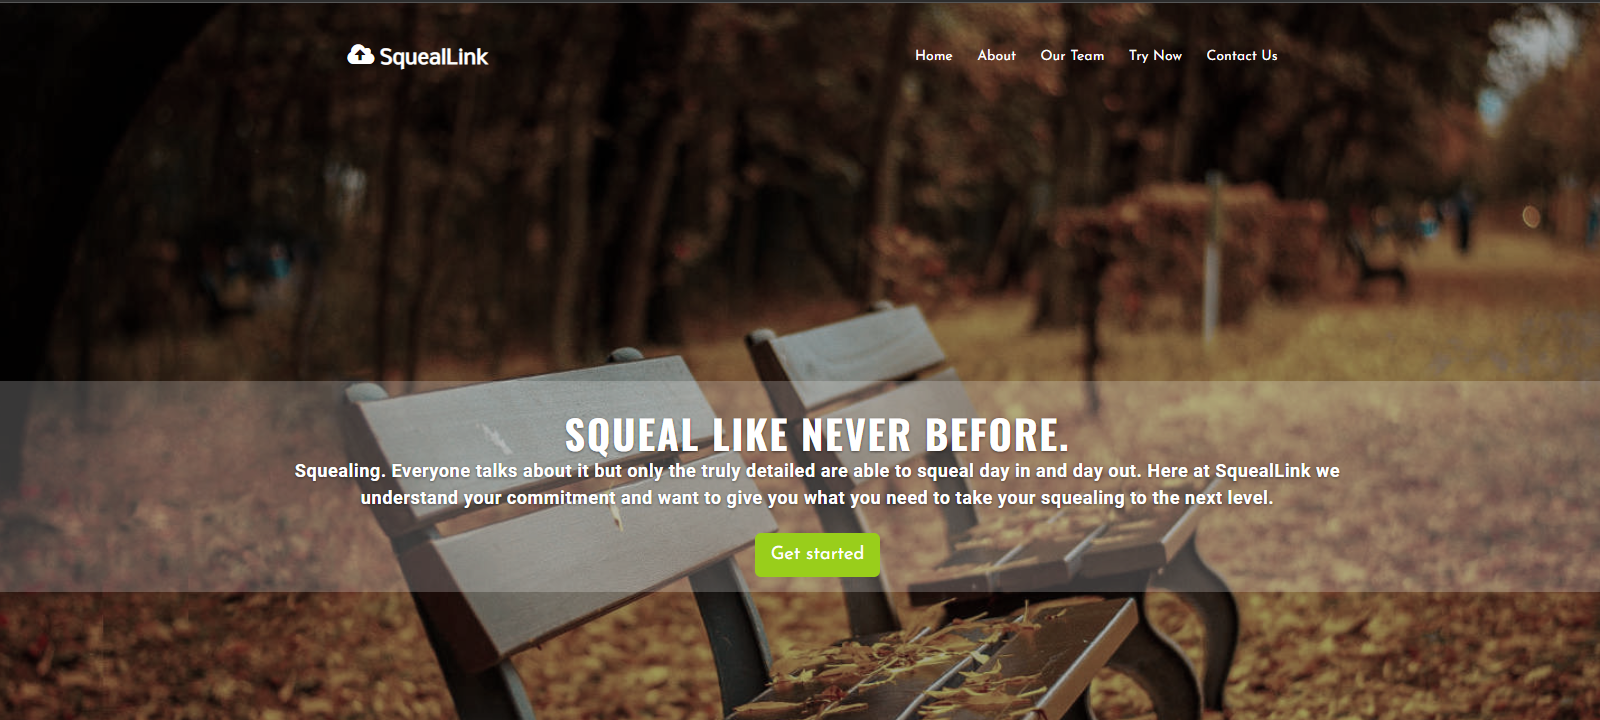 SquealLink
Home About Our Team Try Now Contact Us
SQUEAL LIKE NEVER BEFORE.
Squealing. Everyone talks about it but only the truly detailed are able to squeal day in and day out. Here at SquealLink we
understand your commitment and want to give you what you need to take your squealing to the next level.
Get started